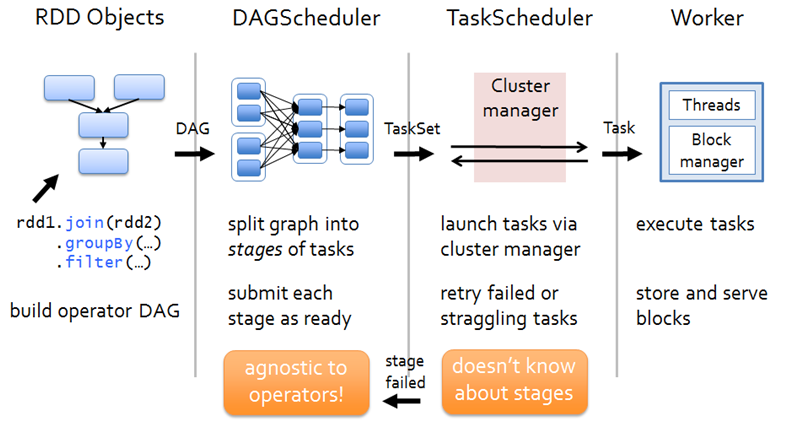 RDD Objects
DAGScheduler
TaskScheduler
Worker
DAG
TaskSet
Cluster
manager
Task
Threads
Block
manager
rdd1.join(rdd2)
.groupBy(…)
.filter(…)
build operator DAG
split graph into
stages of tasks
submit each
stage as ready
launch tasks via
cluster manager
retry failed or
straggling tasks
execute tasks
store and serve
blocks
agnostic to
operators!
stage
failed
doesn’t know
about stages